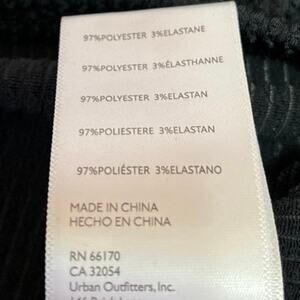 97%POLYESTER 3%ELASTANE
97%POLYESTER 3%ÉLASTHANNE
97%POLYESTER 3%ELASTAN
97%POLIESTERE 3%ELASTAN
97%POLIÉSTER 3%ELASTANO
MADE IN CHINA
HECHO EN CHINA
RN 66170
CA 32054
Urban Outfitters, Inc.